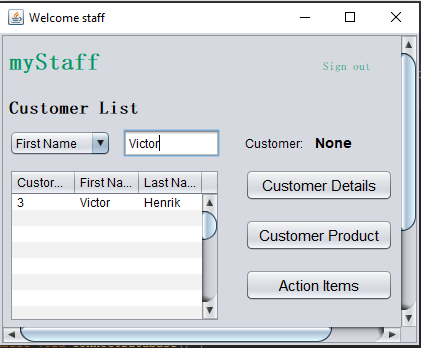 Welcome staff
myStaff
Sign out
Customer List
First Name
Victor
Customer: None
Custor... First Na... Last Na...
3 Victor Henrik
Customer Details
Customer Product
Action Items